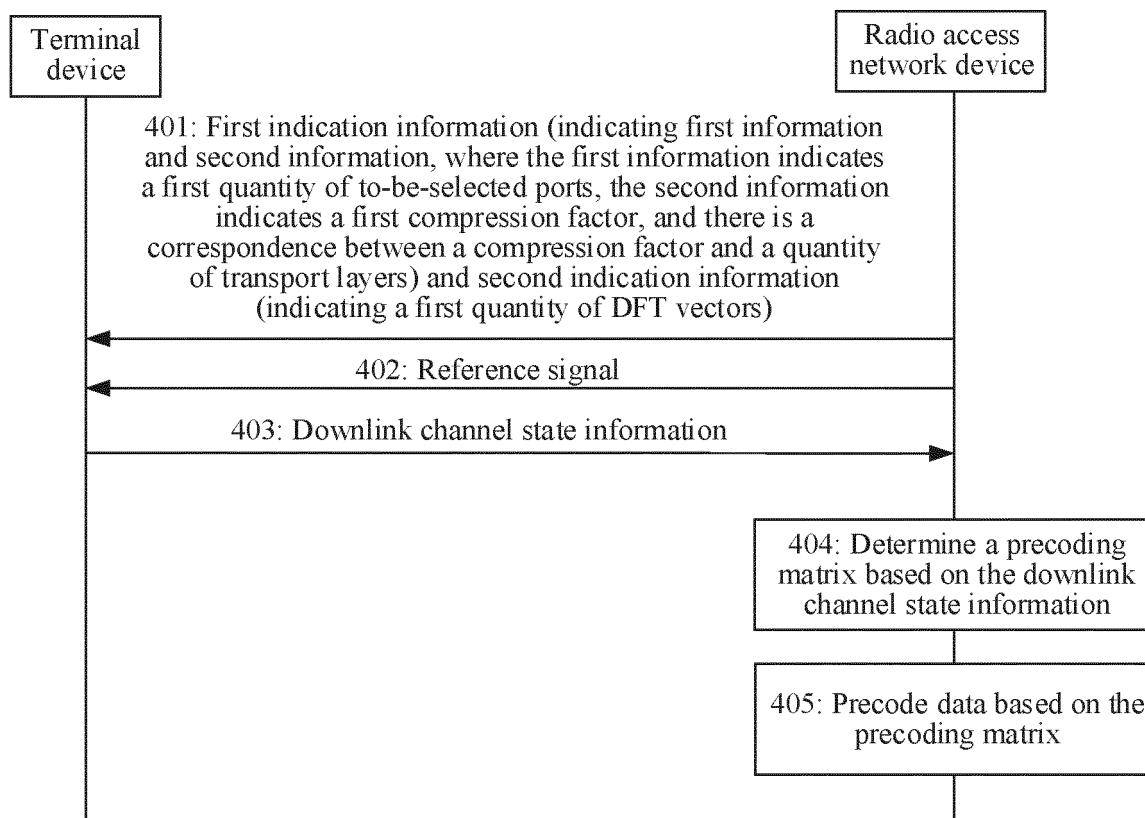 Terminal
device
Radio access
network device
401: First indication information (indicating first information
and second information, where the first information indicates
a first quantity of to-be-selected ports, the second information
indicates a first compression factor, and there is a
correspondence between a compression factor and a quantity
of transport layers) and second indication information
(indicating a first quantity of DFT vectors)
402: Reference signal
403: Downlink channel state information
404: Determine a precoding
matrix based on the downlink
channel state information
405: Precode data based on the
precoding matrix